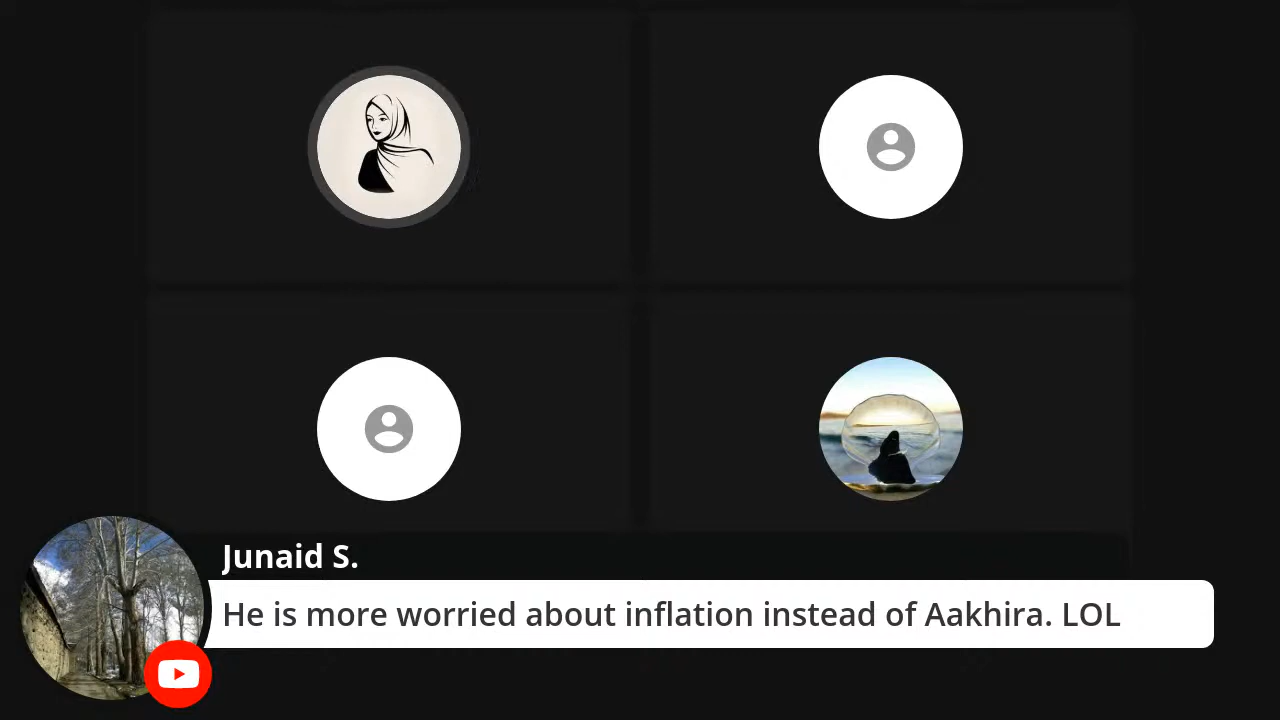 Junaid S.
He is more worried about inflation instead of Aakhira. LOL